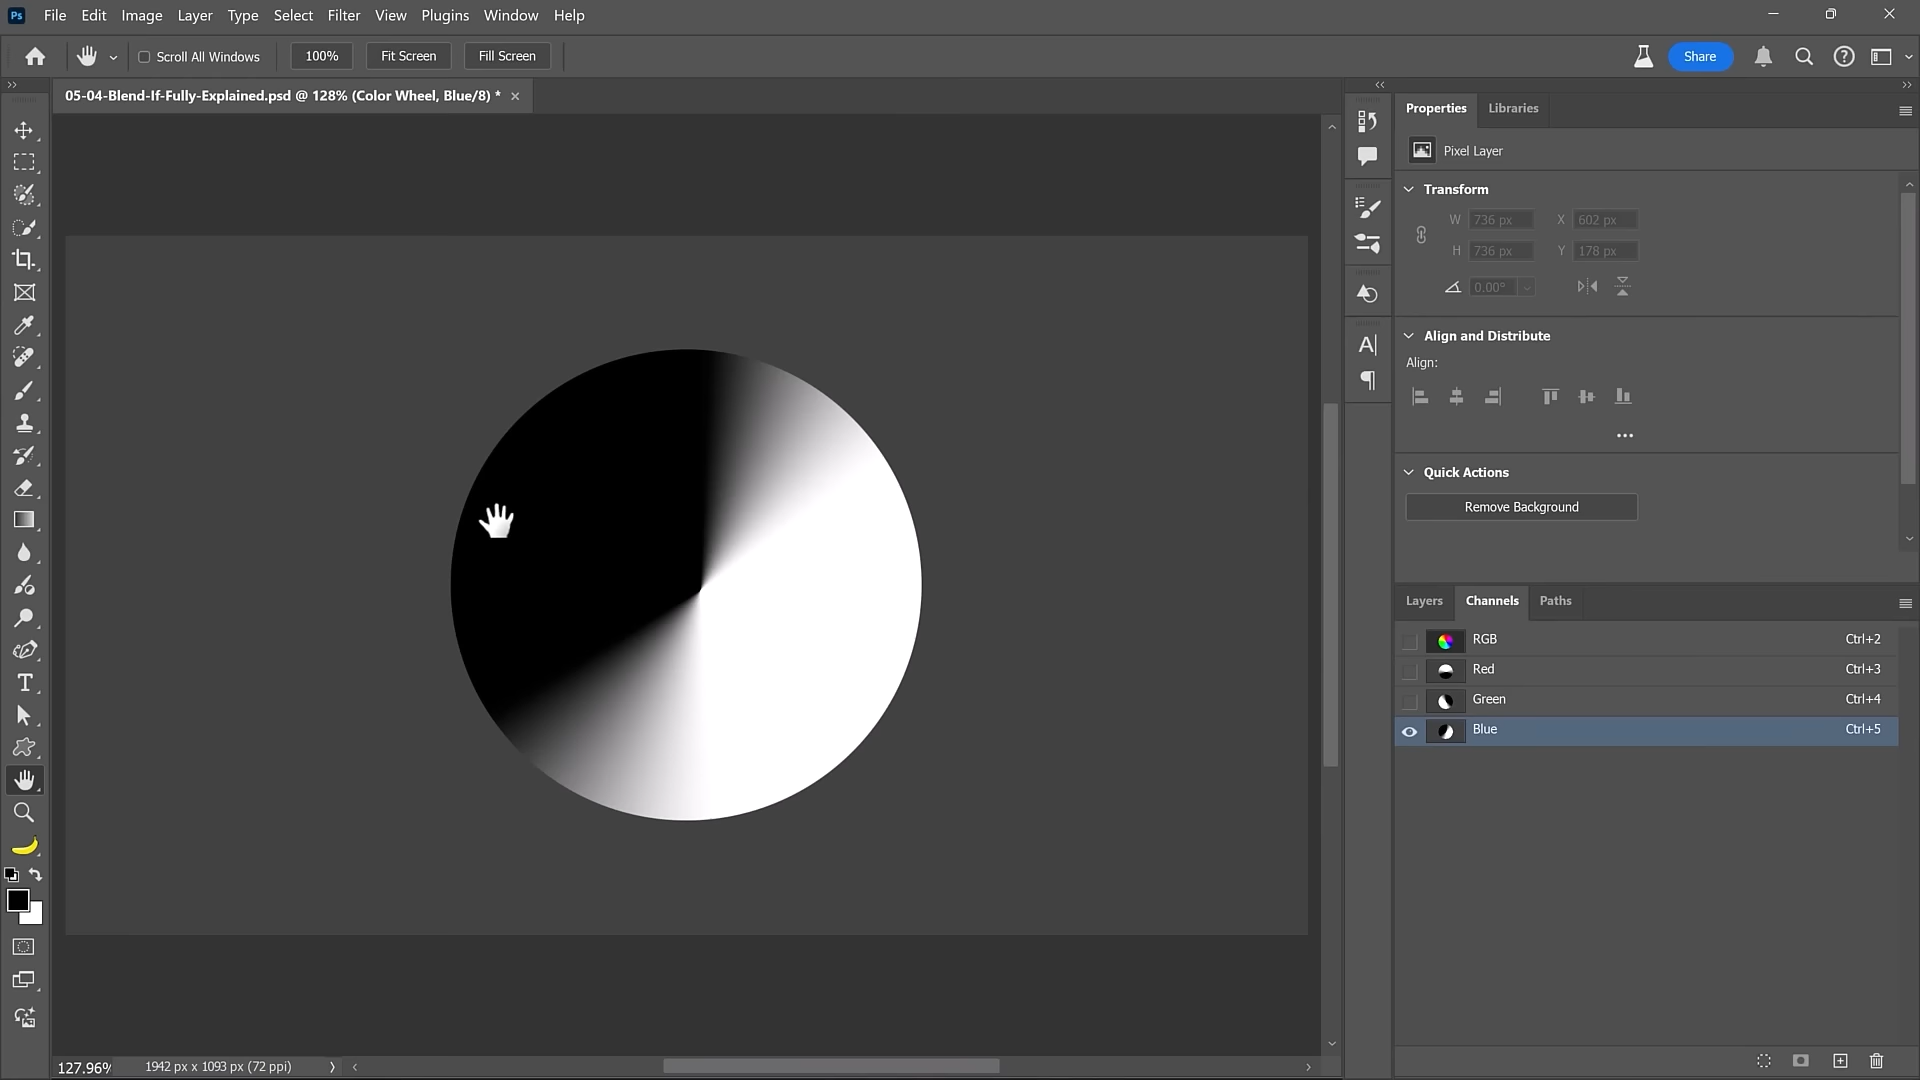 Ps File Edit Image Layer Type Select Filter View Plugins Window Help
Scroll All Windows 100% Fit Screen Fill Screen Share
05-04-Blend-If-Fully-Explained.psd @ 128% (Color Wheel, Blue/8) *
Properties Libraries
Pixel Layer
Transform
W 736 px X 602 px
H 736 px Y 178 px
0.00°
Align and Distribute
Align:
Quick Actions
Remove Background
Layers Channels Paths
RGB Ctrl+2
Red Ctrl+3
Green Ctrl+4
Blue Ctrl+5
127.96% 1942 px x 1093 px (72 ppi)